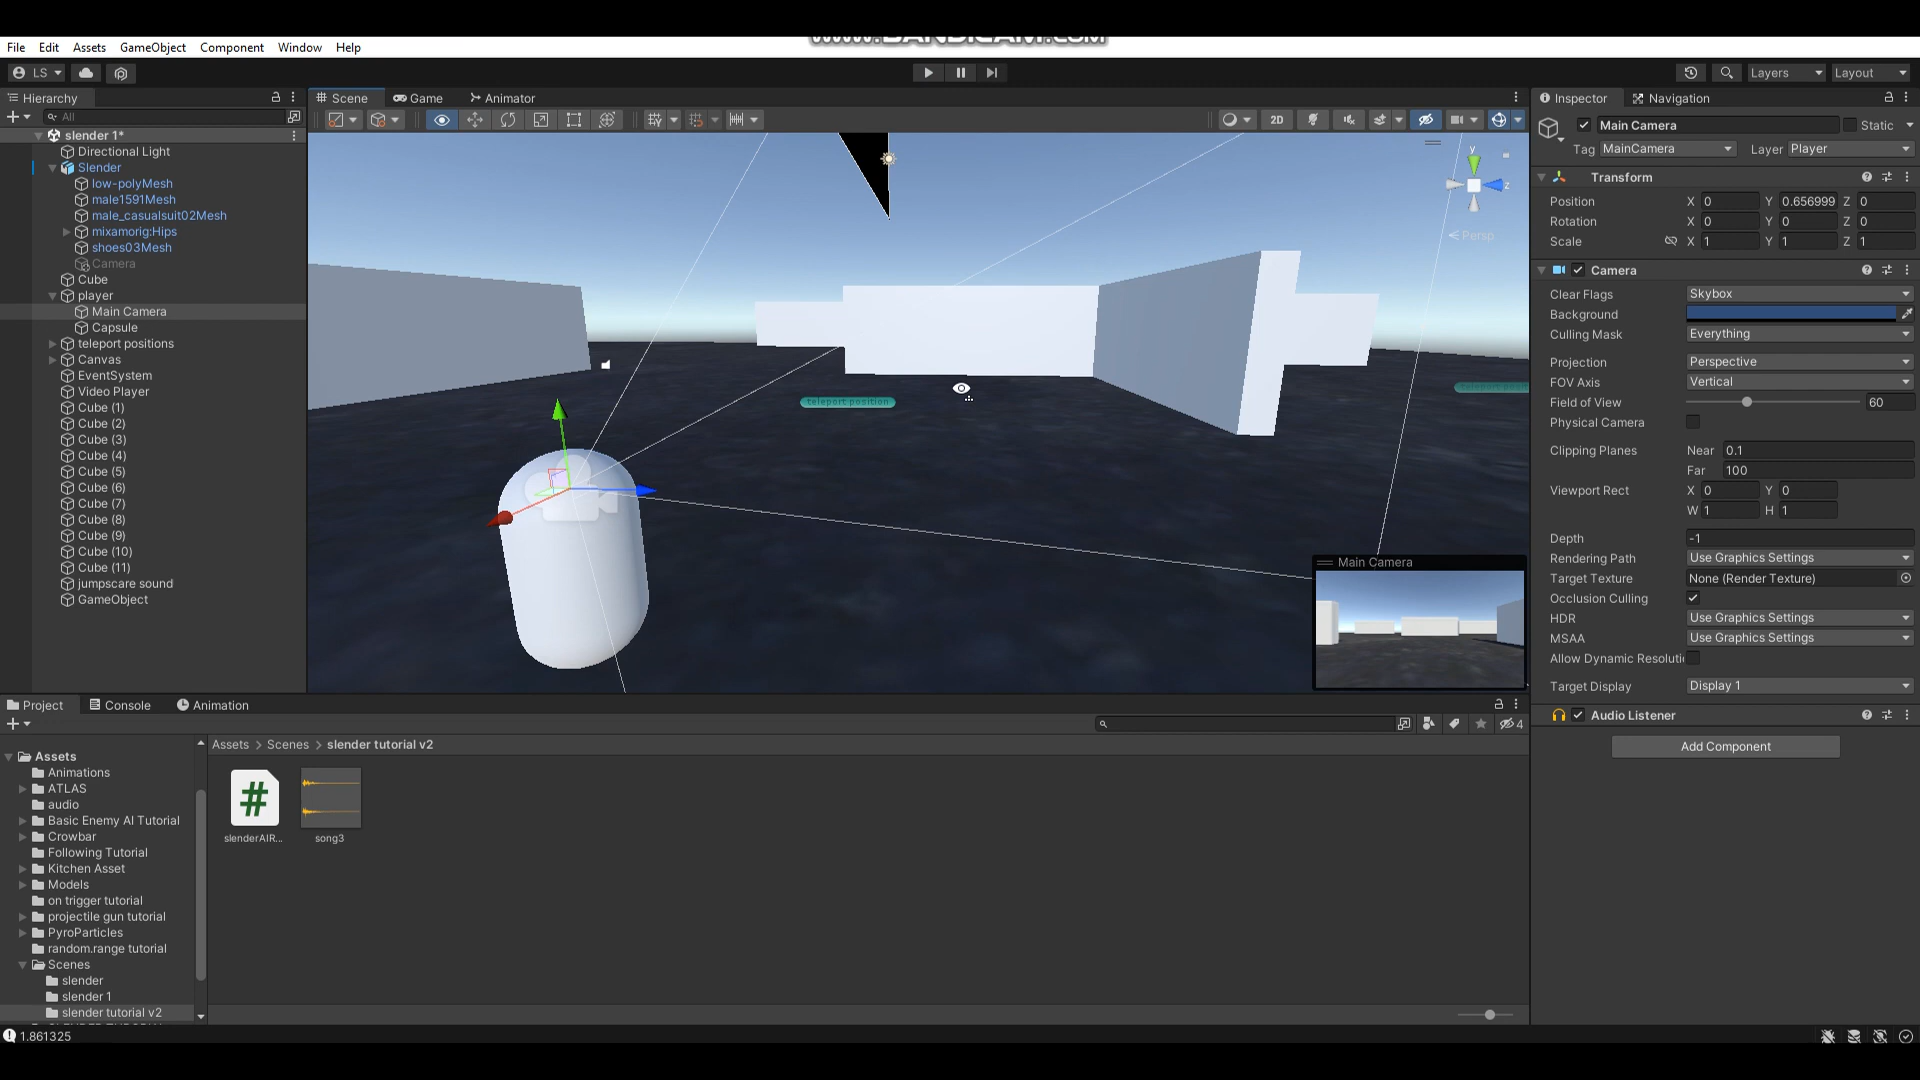 www.BANDICAM.com
File Edit Assets GameObject Component Window Help
LS
Layers
Layout
Hierarchy
Scene
Game
Animator
Inspector
Navigation
All
2D
slender 1*
Directional Light
Slender
low-polyMesh
male1591Mesh
male_casualsuit02Mesh
mixamorig:Hips
shoes03Mesh
Camera
Cube
player
Main Camera
Capsule
teleport positions
Canvas
EventSystem
Video Player
Cube (1)
Cube (2)
Cube (3)
Cube (4)
Cube (5)
Cube (6)
Cube (7)
Cube (8)
Cube (9)
Cube (10)
Cube (11)
jumpscare sound
GameObject
y
z
Persp
teleport position
Main Camera
Main Camera
Static
Tag MainCamera
Layer Player
Transform
Position X 0 Y 0.656999 Z 0
Rotation X 0 Y 0 Z 0
Scale X 1 Y 1 Z 1
Camera
Clear Flags Skybox
Background
Culling Mask Everything
Projection Perspective
FOV Axis Vertical
Field of View 60
Physical Camera
Clipping Planes Near 0.1
Far 100
Viewport Rect X 0 Y 0
W 1 H 1
Depth -1
Rendering Path Use Graphics Settings
Target Texture None (Render Texture)
Occlusion Culling
HDR Use Graphics Settings
MSAA Use Graphics Settings
Allow Dynamic Resoluti
Target Display Display 1
Audio Listener
Add Component
Project
Console
Animation
4
Assets
Animations
ATLAS
audio
Basic Enemy AI Tutorial
Crowbar
Following Tutorial
Kitchen Asset
Models
on trigger tutorial
projectile gun tutorial
PyroParticles
random.range tutorial
Scenes
slender
slender 1
slender tutorial v2
Assets > Scenes > slender tutorial v2
#
slenderAIR...
song3
1.861325